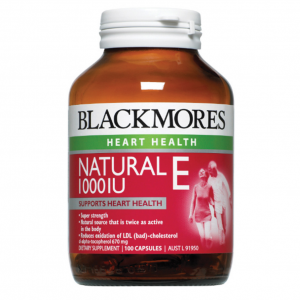 BLACKMORES
HEART HEALTH
NATURAL E
1000IU
SUPPORTS HEART HEALTH
• Super strength
• Natural source that is twice as active
in the body
• Reduces oxidation of LDL (bad)-cholesterol
d-alpha-tocopherol 670 mg
DIETARY SUPPLEMENT | 100 CAPSULES | AUST L 91950